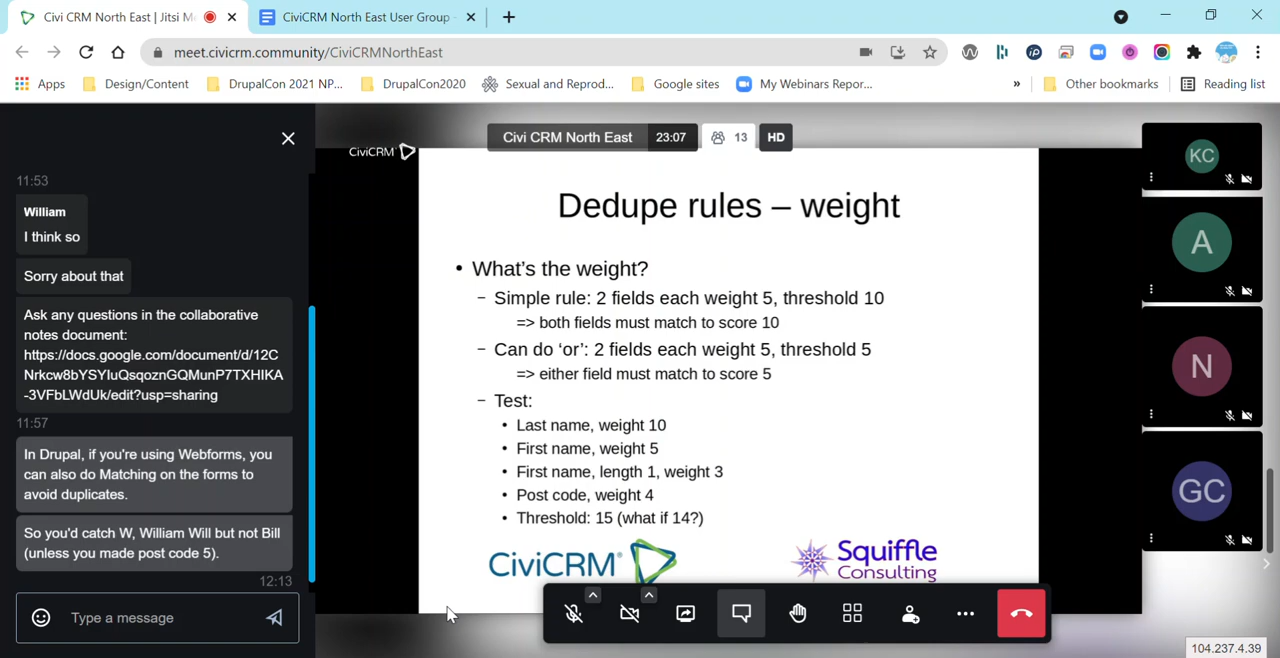 Civi CRM North East | Jitsi M
CiviCRM North East User Group -
meet.civicrm.community/CiviCRMNorthEast
Apps
Design/Content
DrupalCon 2021 NP...
DrupalCon2020
Sexual and Reprod...
Google sites
My Webinars Repor...
»
Other bookmarks
Reading list
11:53
William
I think so
Sorry about that
Ask any questions in the collaborative
notes document:
https://docs.google.com/document/d/12C
Nrkcw8bYSYIuQsqoznGQMunP7TXHIKA
-3VFbLWdUk/edit?usp=sharing
11:57
In Drupal, if you're using Webforms, you
can also do Matching on the forms to
avoid duplicates.
So you'd catch W, William Will but not Bill
(unless you made post code 5).
12:13
Type a message
CiviCRM
Civi CRM North East 23:07 13 HD
Dedupe rules – weight
• What's the weight?
– Simple rule: 2 fields each weight 5, threshold 10
=> both fields must match to score 10
– Can do 'or': 2 fields each weight 5, threshold 5
=> either field must match to score 5
– Test:
• Last name, weight 10
• First name, weight 5
• First name, length 1, weight 3
• Post code, weight 4
• Threshold: 15 (what if 14?)
CiviCRM®
Squiffle
Consulting
KC
A
N
GC
104.237.4.39